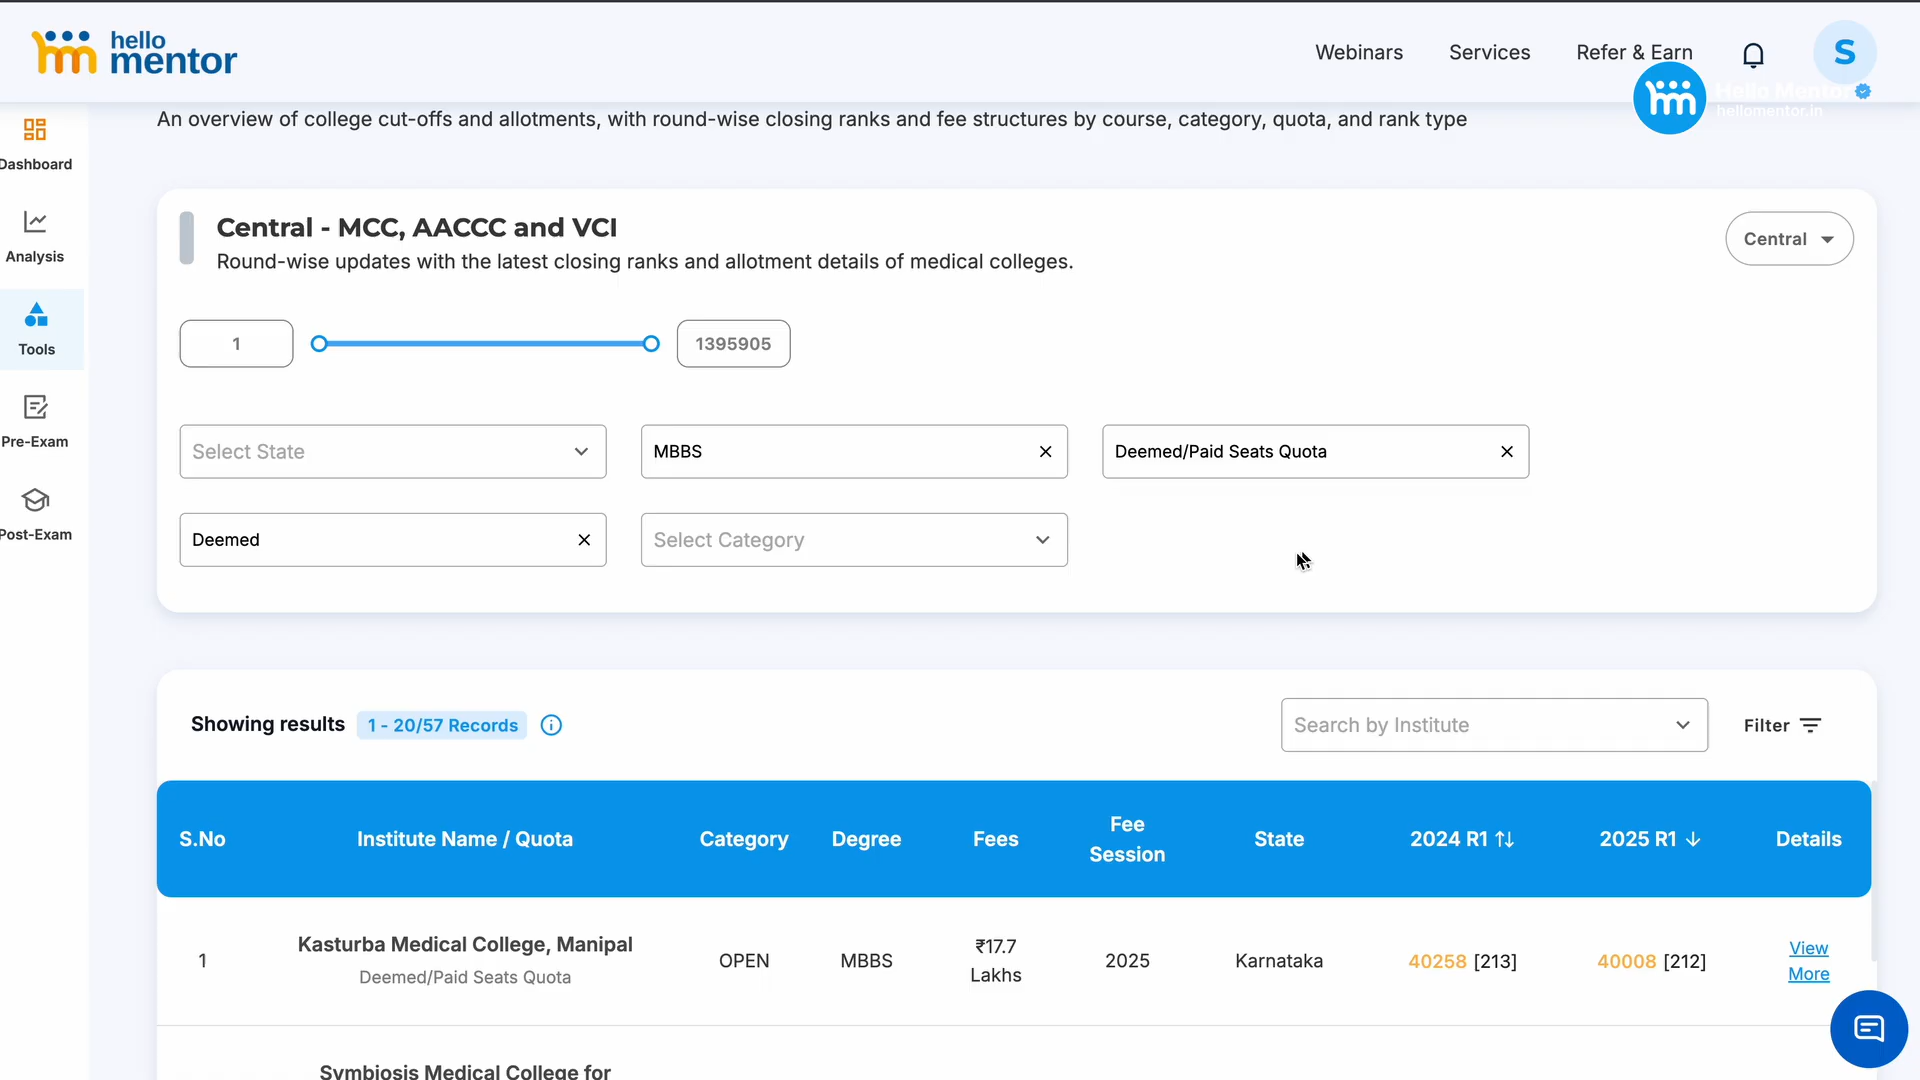 hello
mentor
Webinars
Services
Refer & Earn
S
Hello Mentor
hellomentor.in
An overview of college cut-offs and allotments, with round-wise closing ranks and fee structures by course, category, quota, and rank type
Dashboard
Analysis
Tools
Pre-Exam
Post-Exam
Central - MCC, AACCC and VCI
Round-wise updates with the latest closing ranks and allotment details of medical colleges.
Central
1
1395905
Select State
MBBS
Deemed/Paid Seats Quota
Deemed
Select Category
Showing results
1 - 20/57 Records
Search by Institute
Filter
S.No
Institute Name / Quota
Category
Degree
Fees
Fee
Session
State
2024 R1
2025 R1
Details
1
Kasturba Medical College, Manipal
Deemed/Paid Seats Quota
OPEN
MBBS
₹17.7
Lakhs
2025
Karnataka
40258 [213]
40008 [212]
View
More
Symbiosis Medical College for